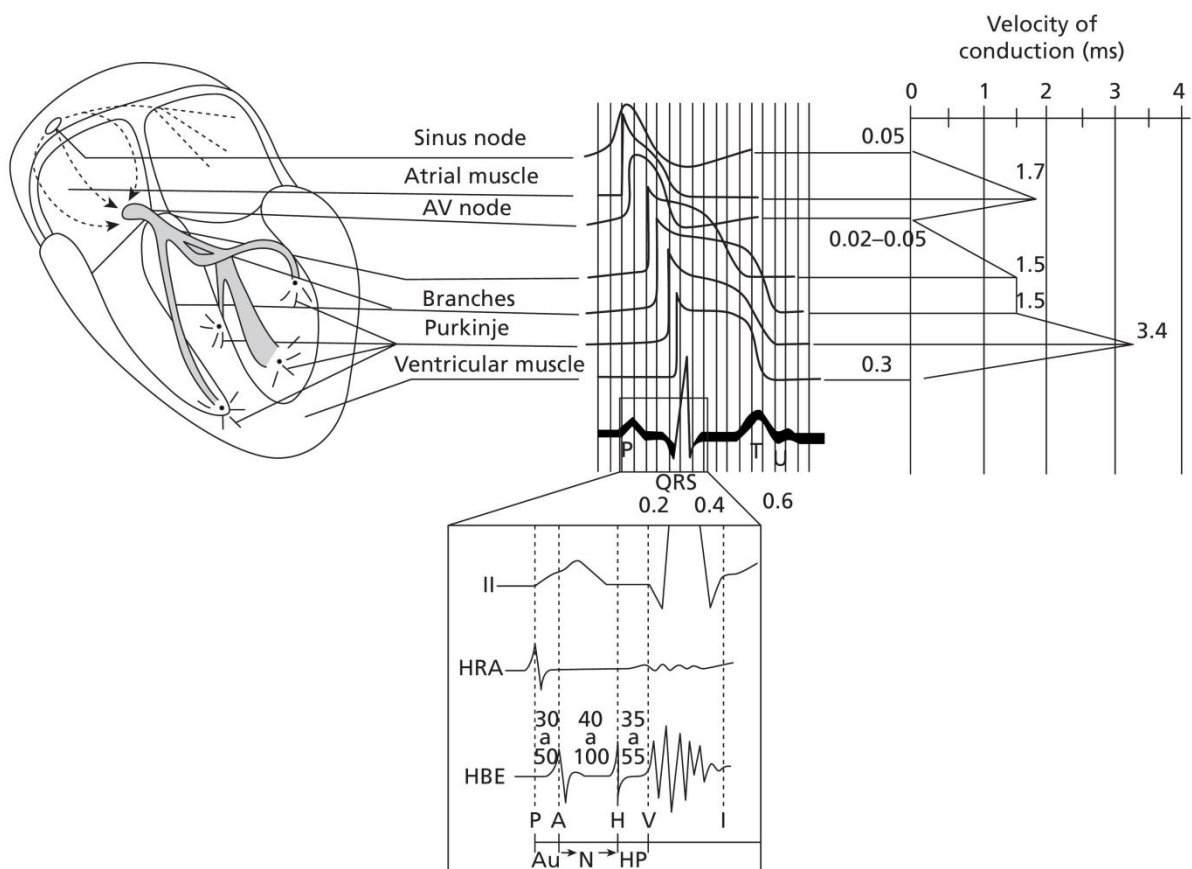 Velocity of
conduction (ms)
0 1 2 3 4
Sinus node
0.05
Atrial muscle
1.7
AV node
0.02–0.05
1.5
Branches
1.5
Purkinje
3.4
Ventricular muscle
0.3
P
T
U
QRS
0.2 0.4 0.6
II
HRA
30 40 35
a a a
50 100 55
HBE
P A H V I
Au N HP